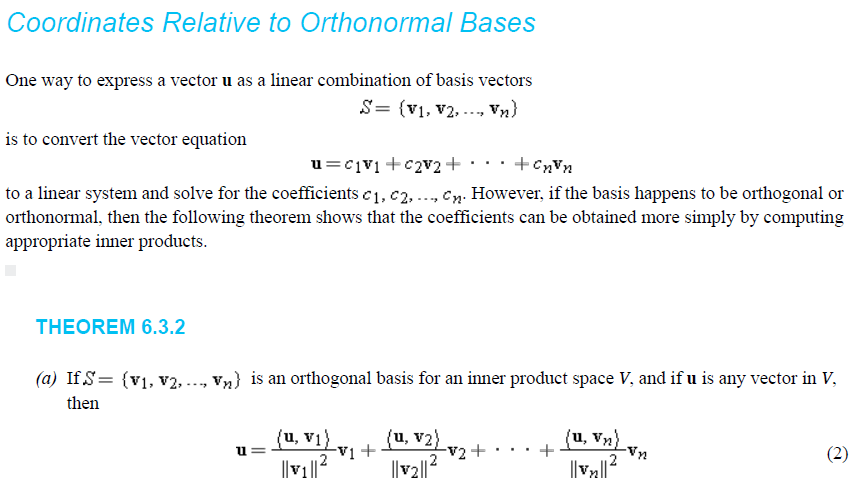 Coordinates Relative to Orthonormal Bases
One way to express a vector u as a linear combination of basis vectors
S = {v₁, v₂, ..., vₙ}
is to convert the vector equation
u = c₁v₁ + c₂v₂ + · · · + cₙvₙ
to a linear system and solve for the coefficients c₁, c₂, ..., cₙ. However, if the basis happens to be orthogonal or
orthonormal, then the following theorem shows that the coefficients can be obtained more simply by computing
appropriate inner products.
THEOREM 6.3.2
(a) If S = {v₁, v₂, ..., vₙ} is an orthogonal basis for an inner product space V, and if u is any vector in V,
then
u = ⟨u, v₁⟩/‖v₁‖² v₁ + ⟨u, v₂⟩/‖v₂‖² v₂ + · · · + ⟨u, vₙ⟩/‖vₙ‖² vₙ (2)